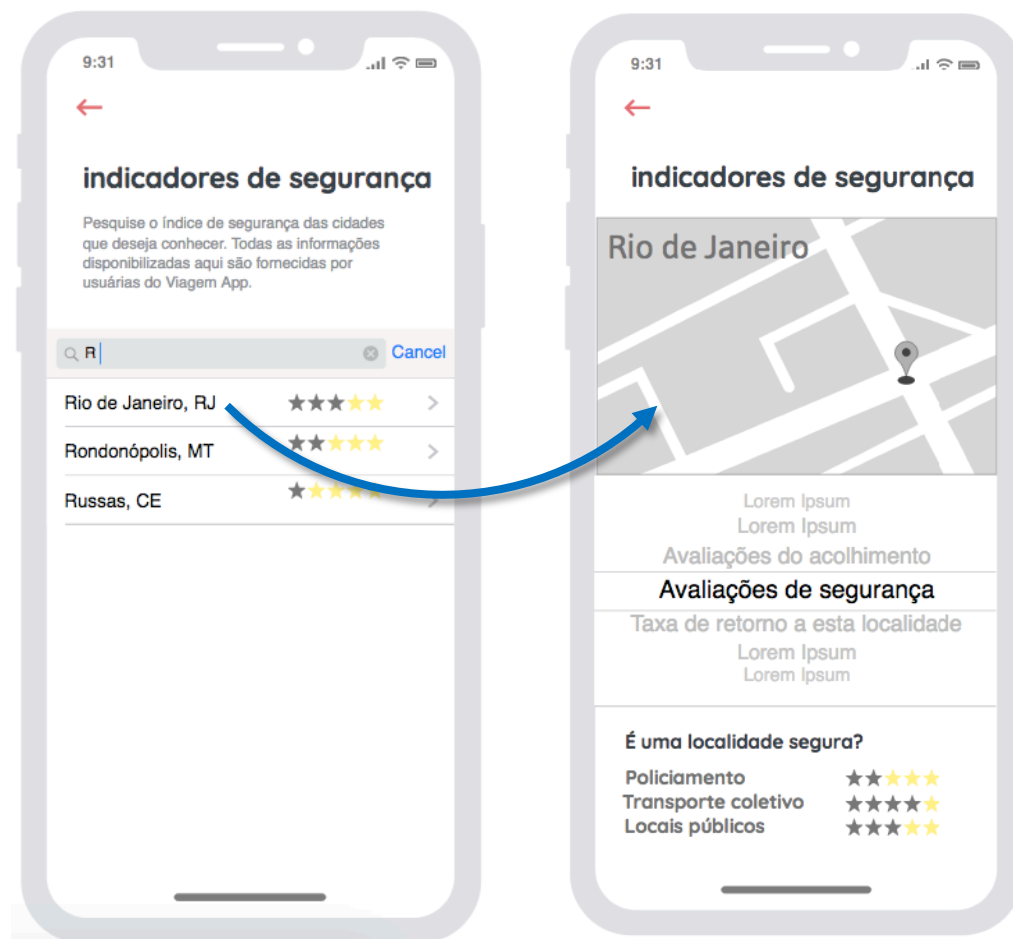 9:31
indicadores de segurança
Pesquise o índice de segurança das cidades
que deseja conhecer. Todas as informações
disponibilizadas aqui são fornecidas por
usuárias do Viagem App.
R
Cancel
Rio de Janeiro, RJ
Rondonópolis, MT
Russas, CE
9:31
indicadores de segurança
Rio de Janeiro
Lorem Ipsum
Lorem Ipsum
Avaliações do acolhimento
Avaliações de segurança
Taxa de retorno a esta localidade
Lorem Ipsum
Lorem Ipsum
É uma localidade segura?
Policiamento
Transporte coletivo
Locais públicos